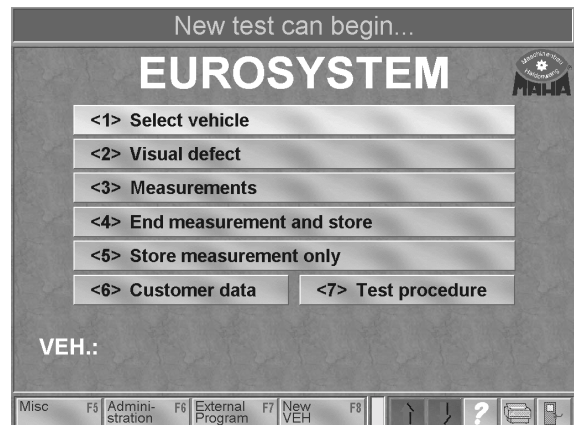 New test can begin...
EUROSYSTEM
Maschinenbau
Haldenwang
MAHA
<1> Select vehicle
<2> Visual defect
<3> Measurements
<4> End measurement and store
<5> Store measurement only
<6> Customer data <7> Test procedure
VEH.:
Misc F5 Admini- F6 External F7 New F8 ?
stration Program VEH